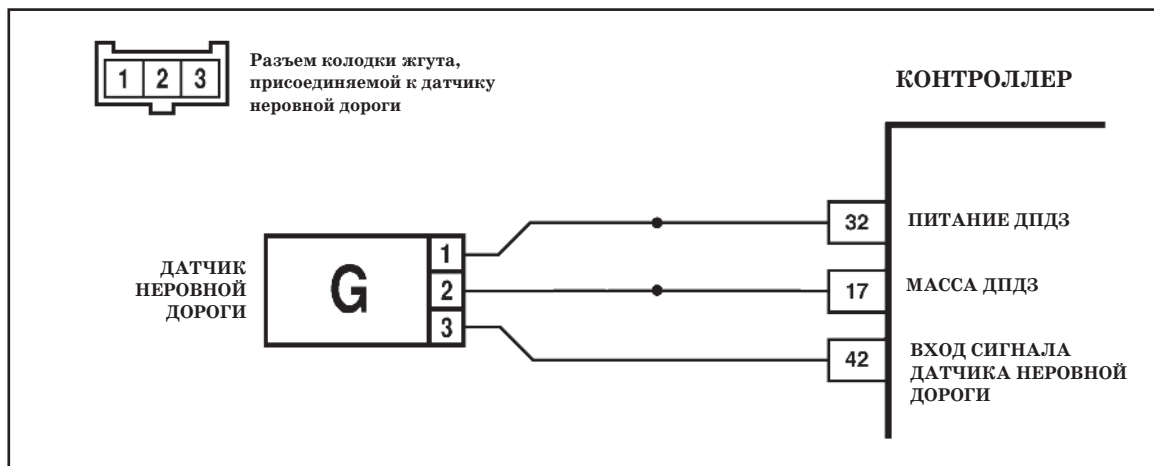 1 2 3
Разъем колодки жгута,
присоединяемой к датчику
неровной дороги
КОНТРОЛЛЕР
ДАТЧИК
НЕРОВНОЙ
ДОРОГИ
G
1
2
3
32
ПИТАНИЕ ДПДЗ
17
МАССА ДПДЗ
42
ВХОД СИГНАЛА
ДАТЧИКА НЕРОВНОЙ
ДОРОГИ